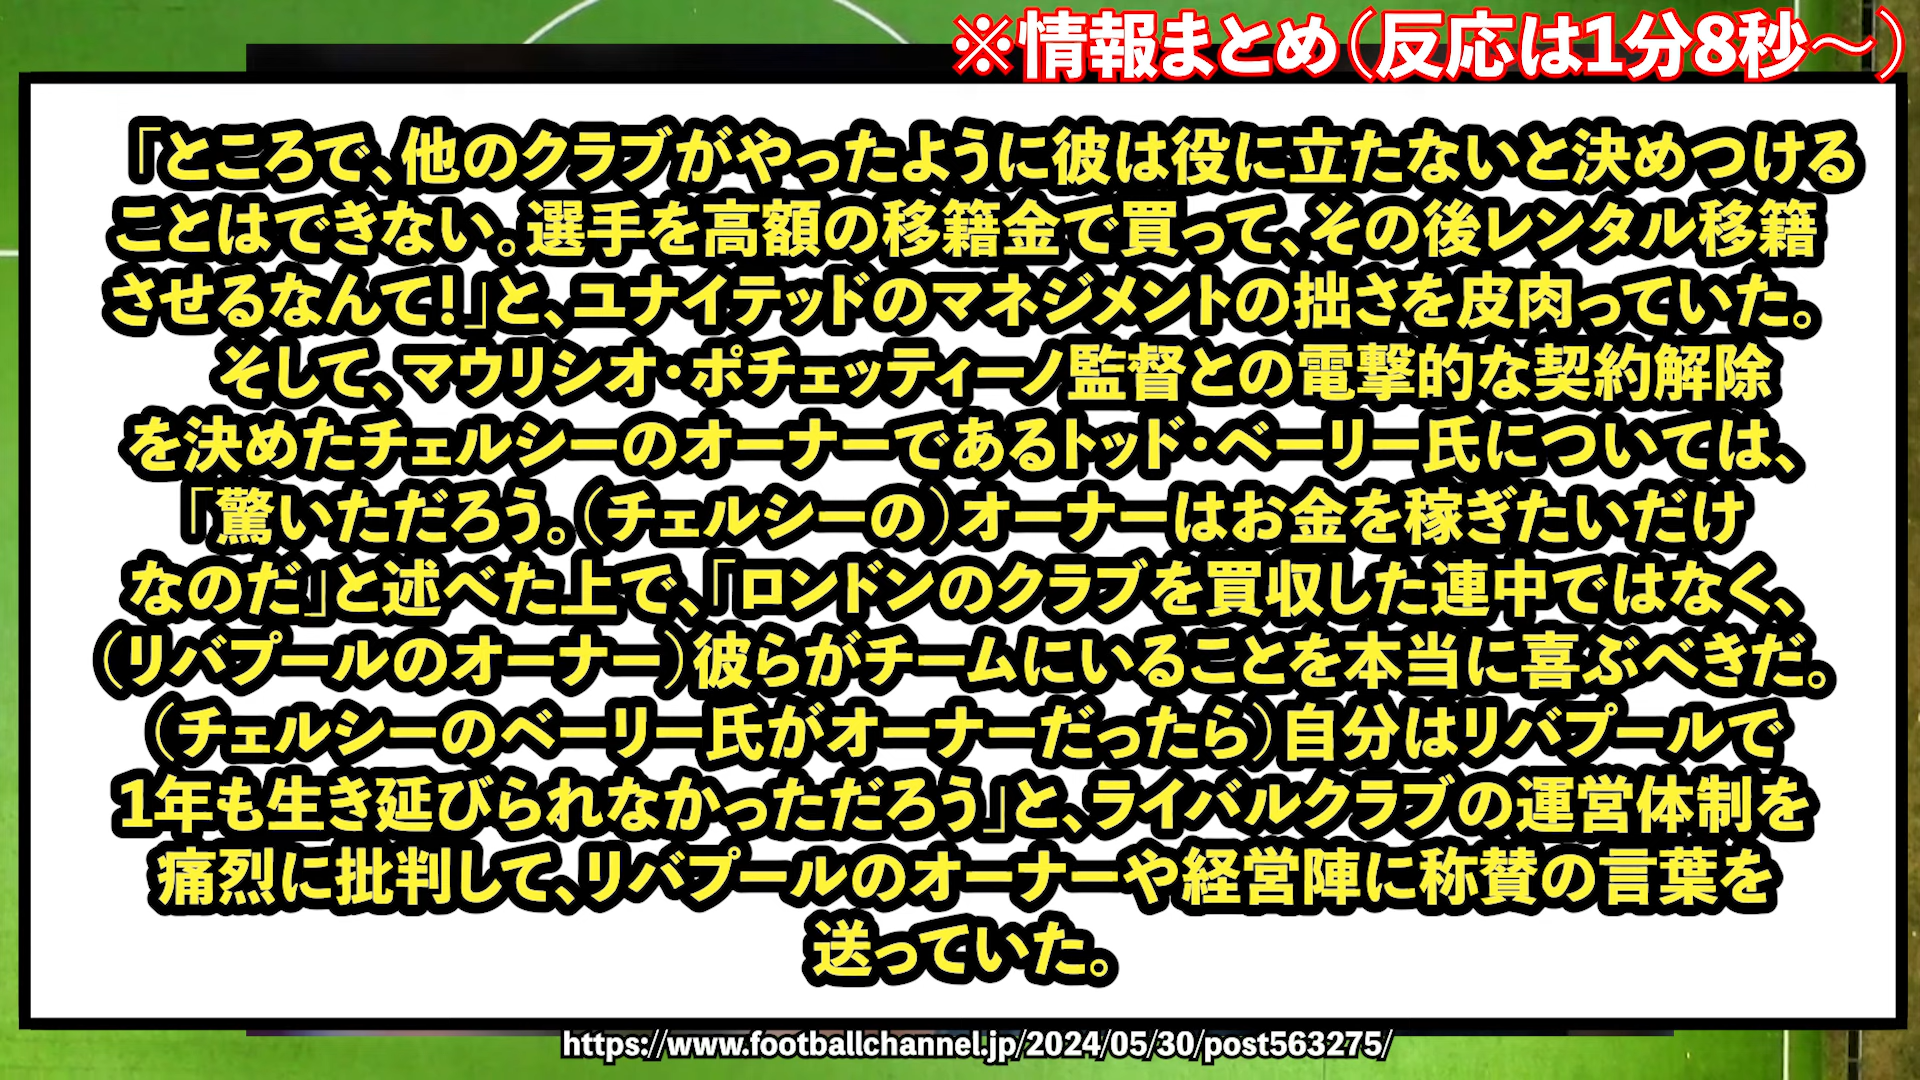 ※情報まとめ（反応は1分8秒～）
「ところで、他のクラブがやったように彼は役に立たないと決めつける
ことはできない。選手を高額の移籍金で買って、その後レンタル移籍
させるなんて！」と、ユナイテッドのマネジメントの拙さを皮肉っていた。
そして、マウリシオ・ポチェッティーノ監督との電撃的な契約解除
を決めたチェルシーのオーナーであるトッド・ベーリー氏については、
「驚いただろう。（チェルシーの）オーナーはお金を稼ぎたいだけ
なのだ」と述べた上で、「ロンドンのクラブを買収した連中ではなく、
（リバプールのオーナー）彼らがチームにいることを本当に喜ぶべきだ。
（チェルシーのベーリー氏がオーナーだったら）自分はリバプールで
1年も生き延びられなかっただろう」と、ライバルクラブの運営体制を
痛烈に批判して、リバプールのオーナーや経営陣に称賛の言葉を
送っていた。
https://www.footballchannel.jp/2024/05/30/post563275/